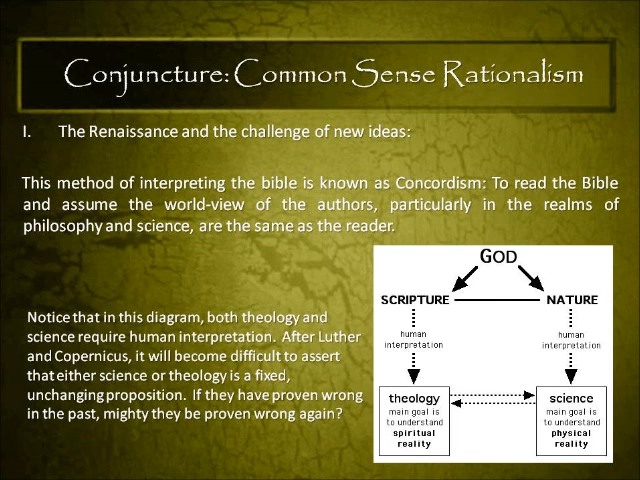 Conjuncture: Common Sense Rationalism
I. The Renaissance and the challenge of new ideas:
This method of interpreting the bible is known as Concordism: To read the Bible
and assume the world-view of the authors, particularly in the realms of
philosophy and science, are the same as the reader.
Notice that in this diagram, both theology and
science require human interpretation. After Luther
and Copernicus, it will become difficult to assert
that either science or theology is a fixed,
unchanging proposition. If they have proven wrong
in the past, mighty they be proven wrong again?
GOD
SCRIPTURE
NATURE
human
interpretation
human
interpretation
theology
main goal is
to understand
spiritual
reality
science
main goal is
to understand
physical
reality